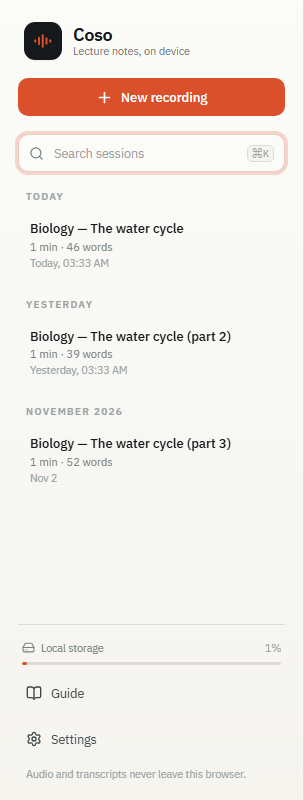 Coso
Lecture notes, on device
New recording
Search sessions
⌘K
TODAY
Biology — The water cycle
1 min · 46 words
Today, 03:33 AM
YESTERDAY
Biology — The water cycle (part 2)
1 min · 39 words
Yesterday, 03:33 AM
NOVEMBER 2026
Biology — The water cycle (part 3)
1 min · 52 words
Nov 2
Local storage 1%
Guide
Settings
Audio and transcripts never leave this browser.